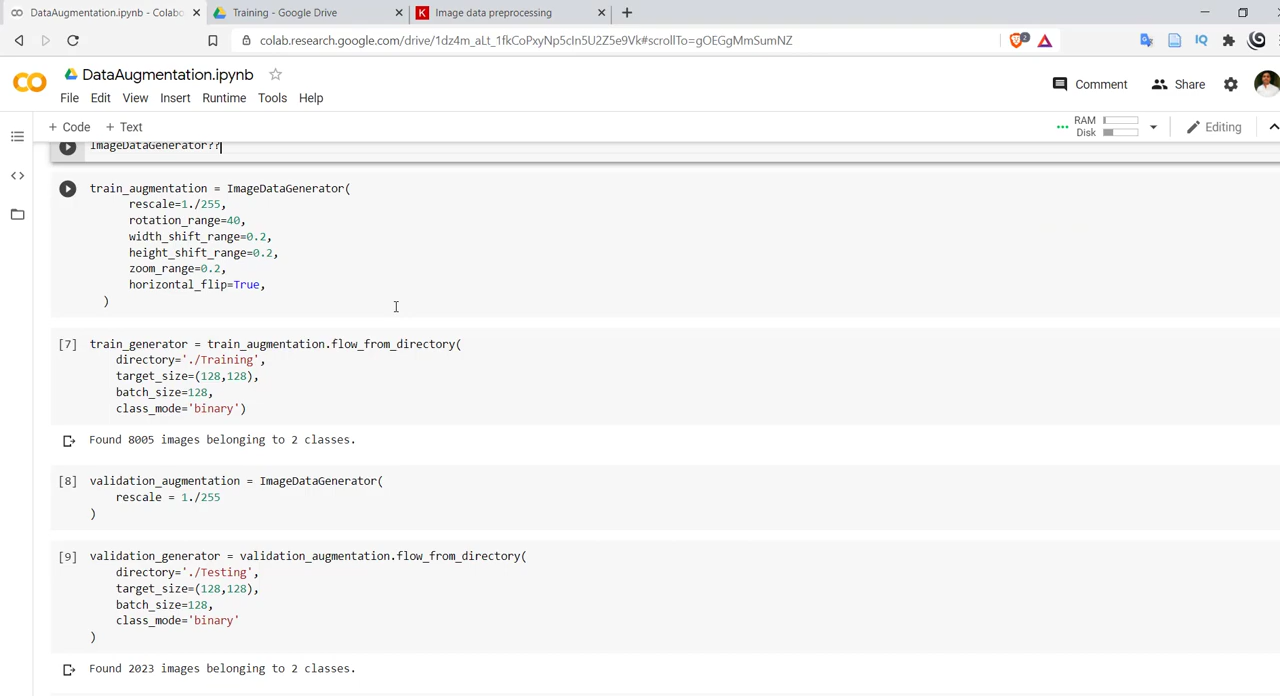 DataAugmentation.ipynb - Colabo
Training - Google Drive
Image data preprocessing
colab.research.google.com/drive/1dz4m_aLt_1fkCoPxyNp5cIn5U2Z5e9Vk#scrollTo=gOEGgMmSumNZ
2
DataAugmentation.ipynb
File Edit View Insert Runtime Tools Help
Comment Share
+ Code + Text
RAM
Disk
Editing
ImageDataGenerator??
train_augmentation = ImageDataGenerator(
rescale=1./255,
rotation_range=40,
width_shift_range=0.2,
height_shift_range=0.2,
zoom_range=0.2,
horizontal_flip=True,
)
[7] train_generator = train_augmentation.flow_from_directory(
directory='./Training',
target_size=(128,128),
batch_size=128,
class_mode='binary')
Found 8005 images belonging to 2 classes.
[8] validation_augmentation = ImageDataGenerator(
rescale = 1./255
)
[9] validation_generator = validation_augmentation.flow_from_directory(
directory='./Testing',
target_size=(128,128),
batch_size=128,
class_mode='binary'
)
Found 2023 images belonging to 2 classes.